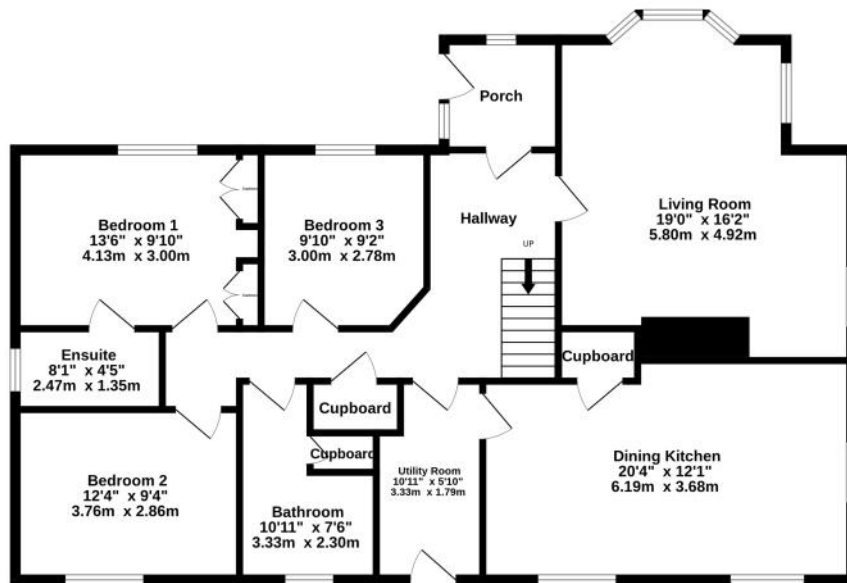 Porch
Living Room
19'0" x 16'2"
5.80m x 4.92m
Hallway
UP
Bedroom 1
13'6" x 9'10"
4.13m x 3.00m
Bedroom 3
9'10" x 9'2"
3.00m x 2.78m
Ensuite
8'1" x 4'5"
2.47m x 1.35m
Cupboard
Cupboard
Cupboard
Bedroom 2
12'4" x 9'4"
3.76m x 2.86m
Bathroom
10'11" x 7'6"
3.33m x 2.30m
Utility Room
10'11" x 5'10"
3.33m x 1.79m
Dining Kitchen
20'4" x 12'1"
6.19m x 3.68m